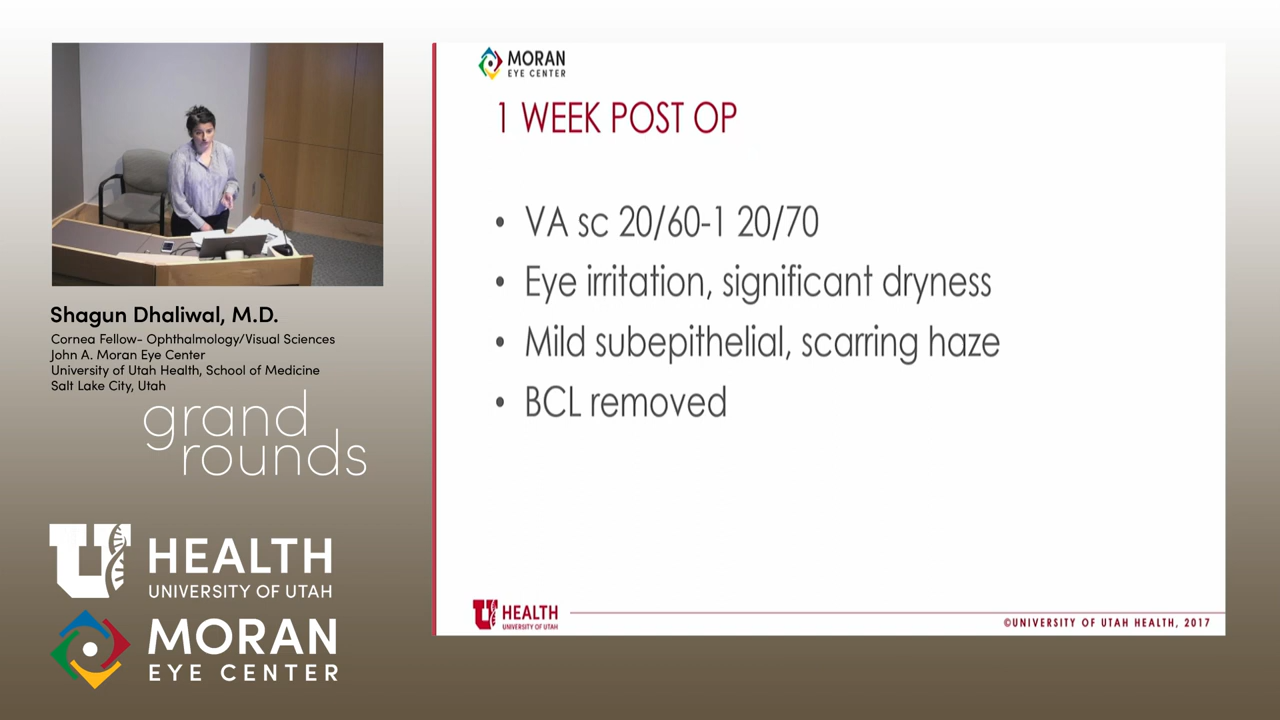 Shagun Dhaliwal, M.D.
Cornea Fellow- Ophthalmology/Visual Sciences
John A. Moran Eye Center
University of Utah Health, School of Medicine
Salt Lake City, Utah
grand
rounds
U HEALTH
UNIVERSITY OF UTAH
MORAN
EYE CENTER
MORAN
EYE CENTER
1 WEEK POST OP
• VA sc 20/60-1 20/70
• Eye irritation, significant dryness
• Mild subepithelial, scarring haze
• BCL removed
U HEALTH
UNIVERSITY OF UTAH
©UNIVERSITY OF UTAH HEALTH, 2017